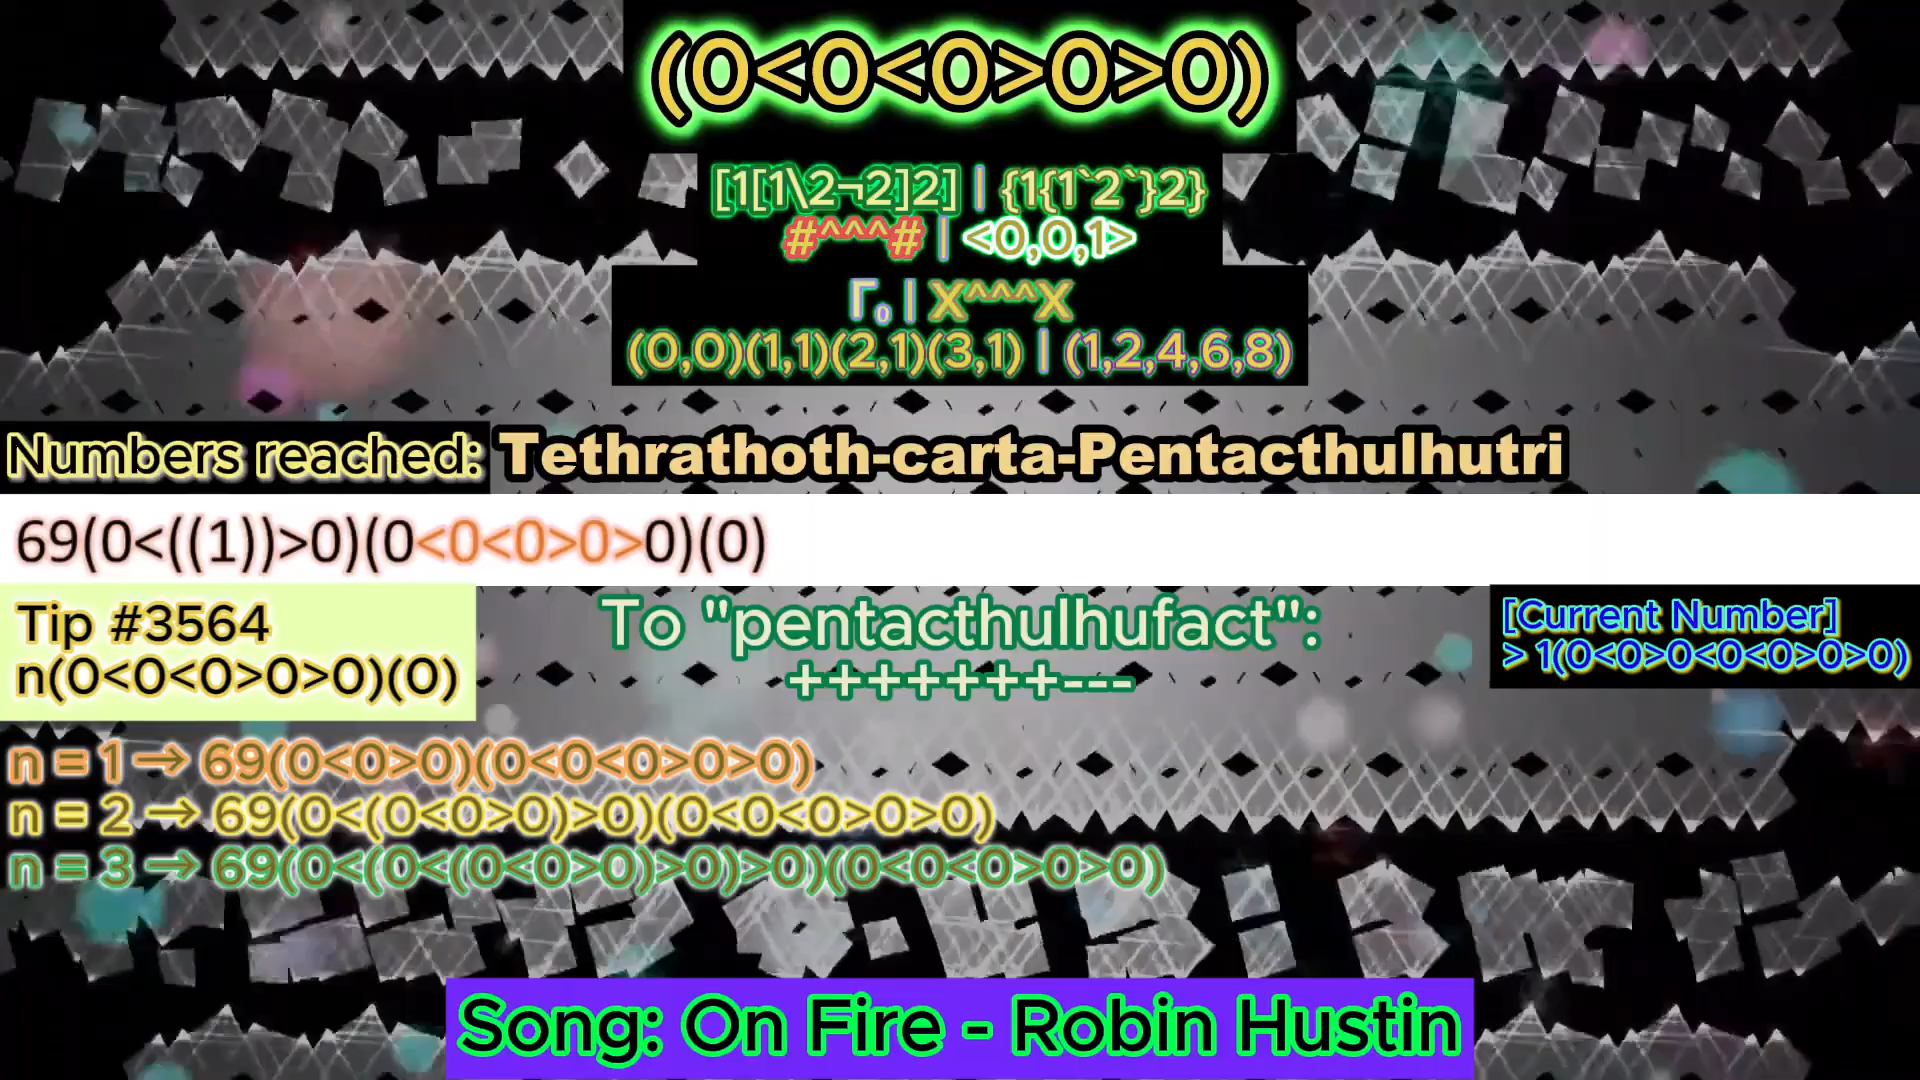 (0<0<0>0>0)
[1[1\2¬2]2] | {1{1`2`}2}
#^^^# | <0,0,1>
Γ₀ | X^^^X
(0,0)(1,1)(2,1)(3,1) | (1,2,4,6,8)
Numbers reached: Tethrathoth-carta-Pentacthulhutri
69(0<((1))>0)(0<0<0>0>0)(0)
Tip #3564
n(0<0<0>0>0)(0)
To "pentacthulhufact":
+++++++---
[Current Number]
> 1(0<0>0<0<0>0>0)
n = 1 → 69(0<0>0)(0<0<0>0>0)
n = 2 → 69(0<(0<0>0)>0)(0<0<0>0>0)
n = 3 → 69(0<(0<(0<0>0)>0)>0)(0<0<0>0>0)
Song: On Fire - Robin Hustin